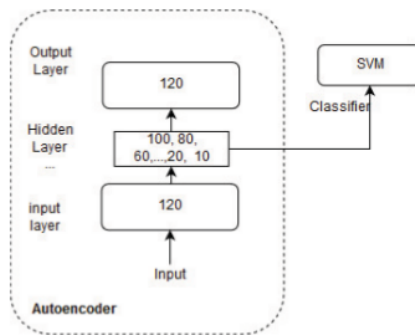 Output
Layer
120
SVM
Classifier
Hidden
Layer
...
100, 80,
60,...,20, 10
input
layer
120
Input
Autoencoder